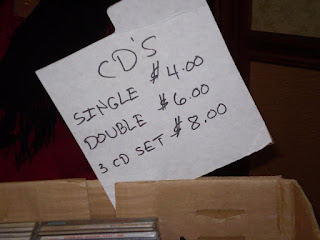 CD'S
SINGLE $4.00
DOUBLE $6.00
3 CD SET $8.00